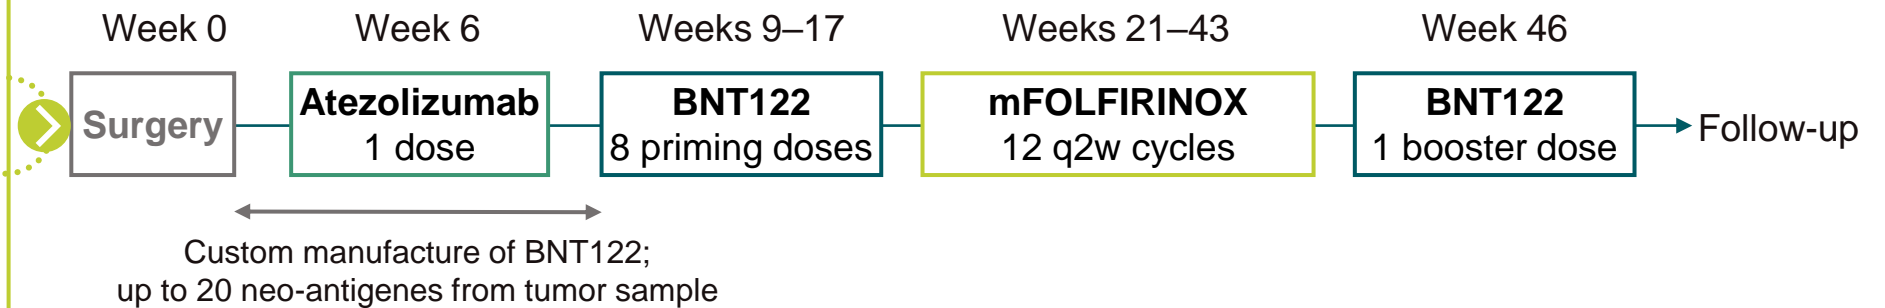 Week 0
Week 6
Weeks 9–17
Weeks 21–43
Week 46
Surgery
Atezolizumab
1 dose
BNT122
8 priming doses
mFOLFIRINOX
12 q2w cycles
BNT122
1 booster dose
Follow-up
Custom manufacture of BNT122;
up to 20 neo-antigenes from tumor sample